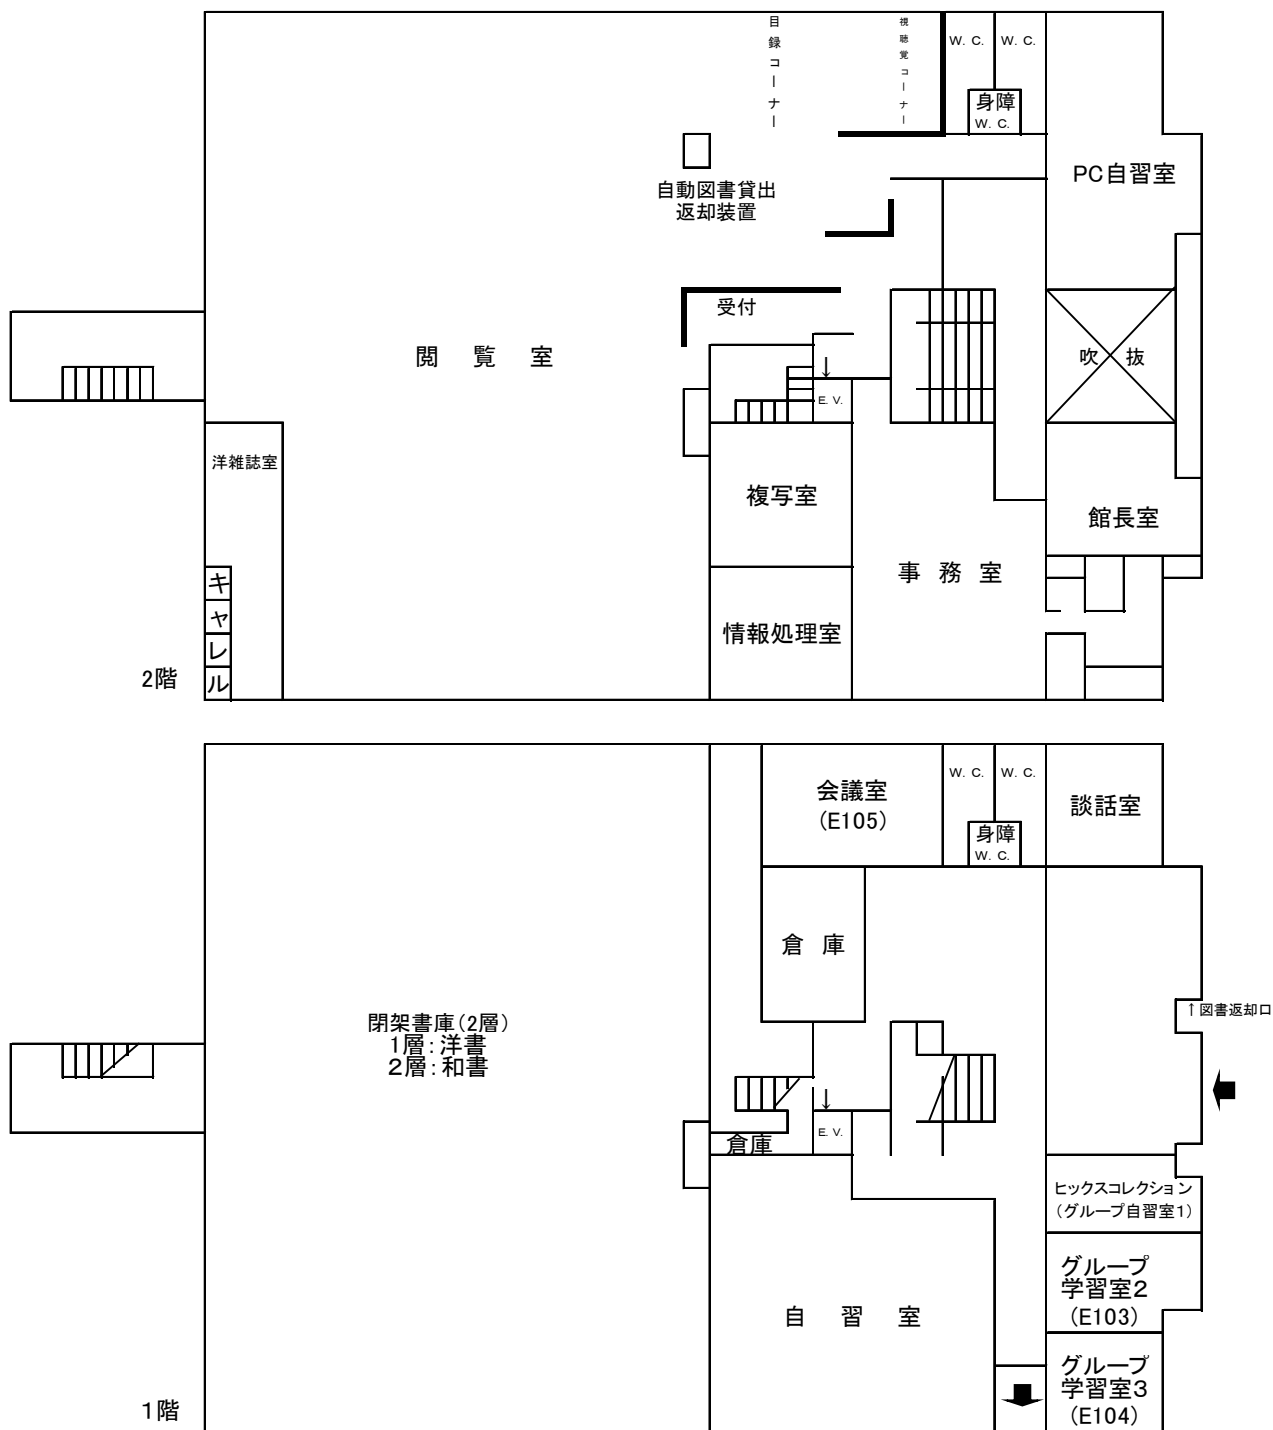 目録コーナー
視聴覚コーナー
W. C.
W. C.
身障
W. C.
PC自習室
自動図書貸出
返却装置
受付
閲 覧 室
吹 抜
↓
E. V.
洋雑誌室
複写室
館長室
事 務 室
キャレル
情報処理室
2階
会議室
(E105)
W. C.
W. C.
身障
W. C.
談話室
倉 庫
↑図書返却口
閉架書庫(2層)
1層:洋書
2層:和書
↓
E. V.
倉庫
ヒックスコレクション
(グループ自習室1)
グループ
学習室2
(E103)
自 習 室
グループ
学習室3
(E104)
1階